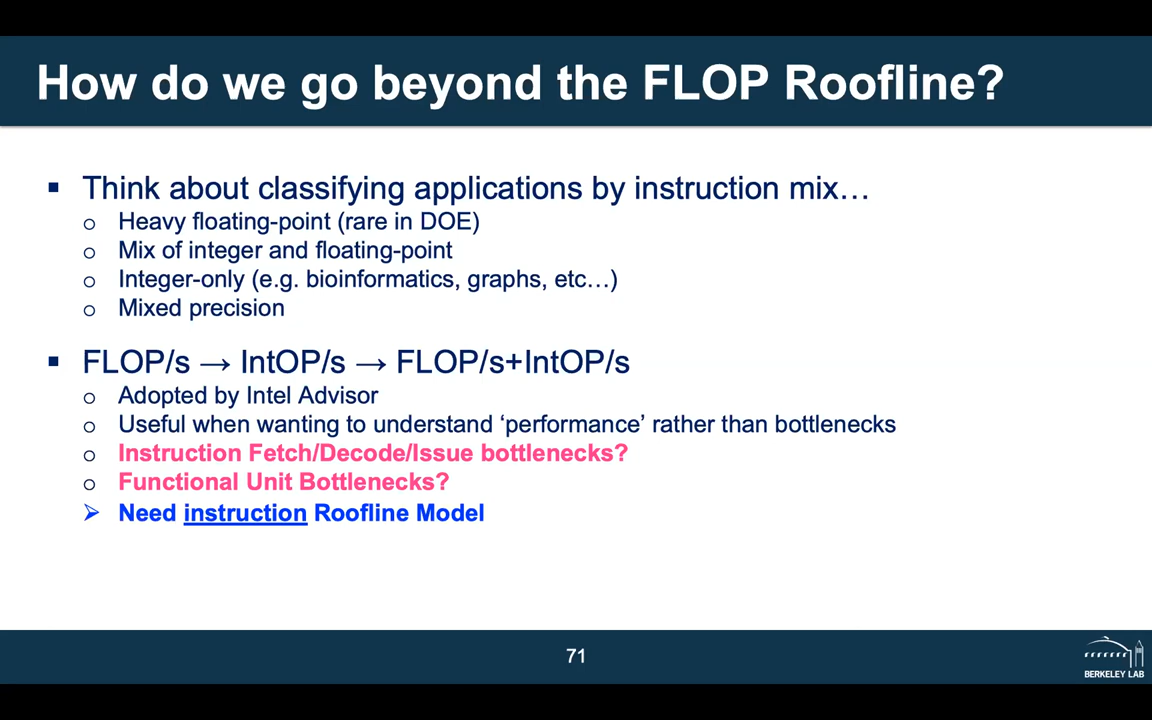 How do we go beyond the FLOP Roofline?
▪ Think about classifying applications by instruction mix…
o Heavy floating-point (rare in DOE)
o Mix of integer and floating-point
o Integer-only (e.g. bioinformatics, graphs, etc…)
o Mixed precision
▪ FLOP/s → IntOP/s → FLOP/s+IntOP/s
o Adopted by Intel Advisor
o Useful when wanting to understand ‘performance’ rather than bottlenecks
o Instruction Fetch/Decode/Issue bottlenecks?
o Functional Unit Bottlenecks?
➢ Need instruction Roofline Model
71
BERKELEY LAB